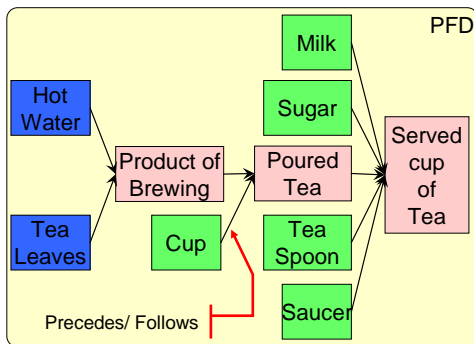 PFD
Milk
Hot
Water
Sugar
Product of
Brewing
Poured
Tea
Served
cup
of
Tea
Tea
Leaves
Cup
Tea
Spoon
Saucer
Precedes/ Follows